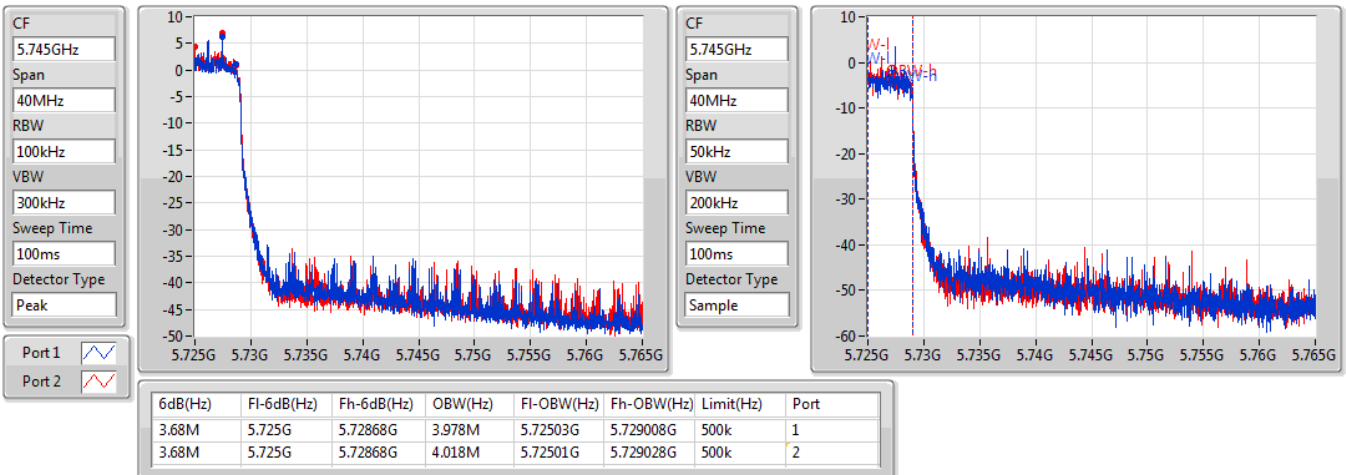 CF
5.745GHz
Span
40MHz
RBW
100kHz
VBW
300kHz
Sweep Time
100ms
Detector Type
Peak
Port 1
Port 2
10
5
0
-5
-10
-15
-20
-25
-30
-35
-40
-45
-50
5.725G 5.73G 5.735G 5.74G 5.745G 5.75G 5.755G 5.76G 5.765G
CF
5.745GHz
Span
40MHz
RBW
50kHz
VBW
200kHz
Sweep Time
100ms
Detector Type
Sample
10
0
-10
-20
-30
-40
-50
-60
W-l
W-l
5.725G 5.73G 5.735G 5.74G 5.745G 5.75G 5.755G 5.76G 5.765G
6dB(Hz) Fl-6dB(Hz) Fh-6dB(Hz) OBW(Hz) Fl-OBW(Hz) Fh-OBW(Hz) Limit(Hz) Port
3.68M 5.725G 5.72868G 3.978M 5.72503G 5.729008G 500k 1
3.68M 5.725G 5.72868G 4.018M 5.72501G 5.729028G 500k 2